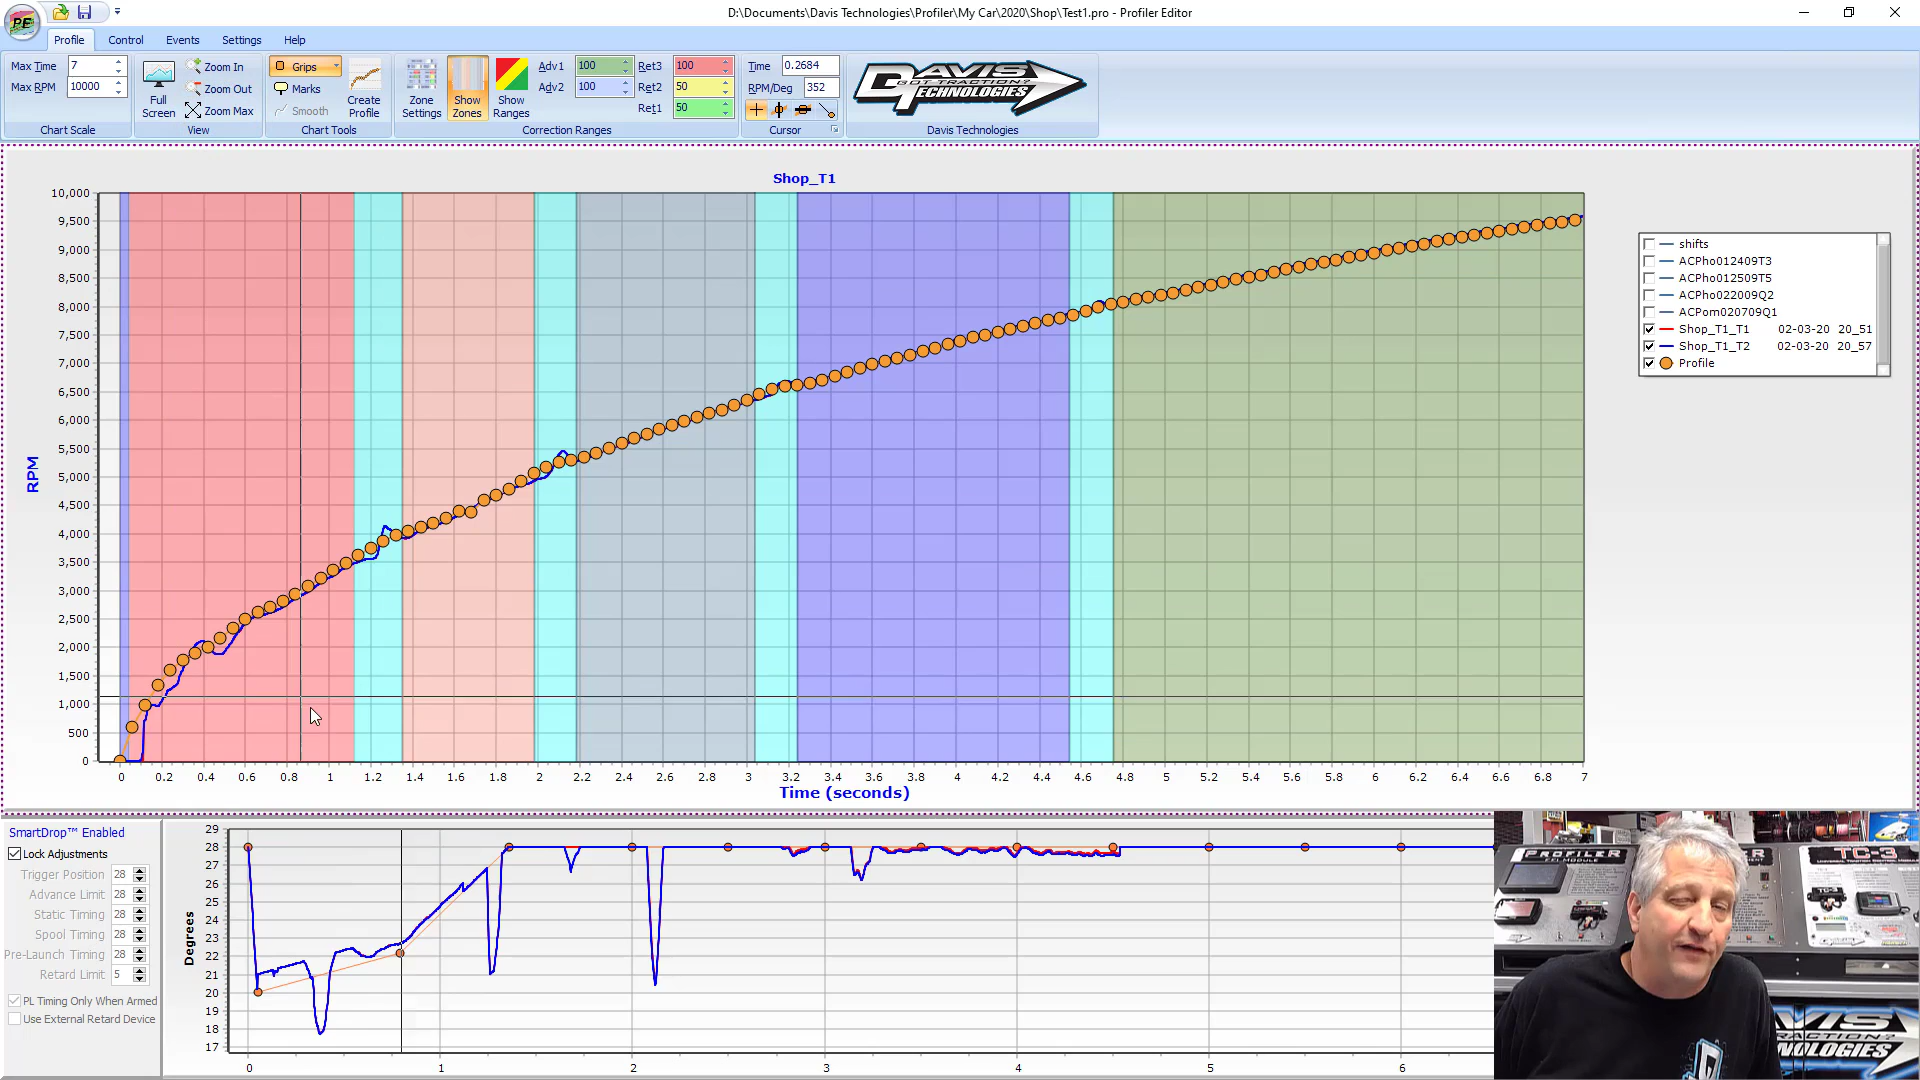 D:\Documents\Davis Technologies\Profiler\My Car\2020\Shop\Test1.pro - Profiler Editor
PE
Profile Control Events Settings Help
Max Time 7
Max RPM 10000
Chart Scale
Full Screen
Zoom In
Zoom Out
Zoom Max
View
Grips
Marks
Smooth
Create Profile
Chart Tools
Zone Settings
Show Zones
Show Ranges
Adv1 100 Ret3 100
Adv2 100 Ret2 50
Ret1 50
Correction Ranges
Time 0.2684
RPM/Deg 352
Cursor
DAVIS
GOT TRACTION?
TECHNOLOGIES
Davis Technologies
Shop_T1
10,000
9,500
9,000
8,500
8,000
7,500
7,000
6,500
6,000
5,500
5,000
4,500
4,000
3,500
3,000
2,500
2,000
1,500
1,000
500
0
RPM
0 0.2 0.4 0.6 0.8 1 1.2 1.4 1.6 1.8 2 2.2 2.4 2.6 2.8 3 3.2 3.4 3.6 3.8 4 4.2 4.4 4.6 4.8 5 5.2 5.4 5.6 5.8 6 6.2 6.4 6.6 6.8 7
Time (seconds)
shifts
ACPho012409T3
ACPho012509T5
ACPho022009Q2
ACPom020709Q1
Shop_T1_T1 02-03-20 20_51
Shop_T1_T2 02-03-20 20_57
Profile
SmartDrop™ Enabled
Lock Adjustments
Trigger Position 28
Advance Limit 28
Static Timing 28
Spool Timing 28
Pre-Launch Timing 28
Retard Limit 5
PL Timing Only When Armed
Use External Retard Device
29
28
27
26
25
24
23
22
21
20
19
18
17
Degrees
0 1 2 3 4 5 6
PROFILER
EFI MODULE
TC-3
TECHNOLOGIES